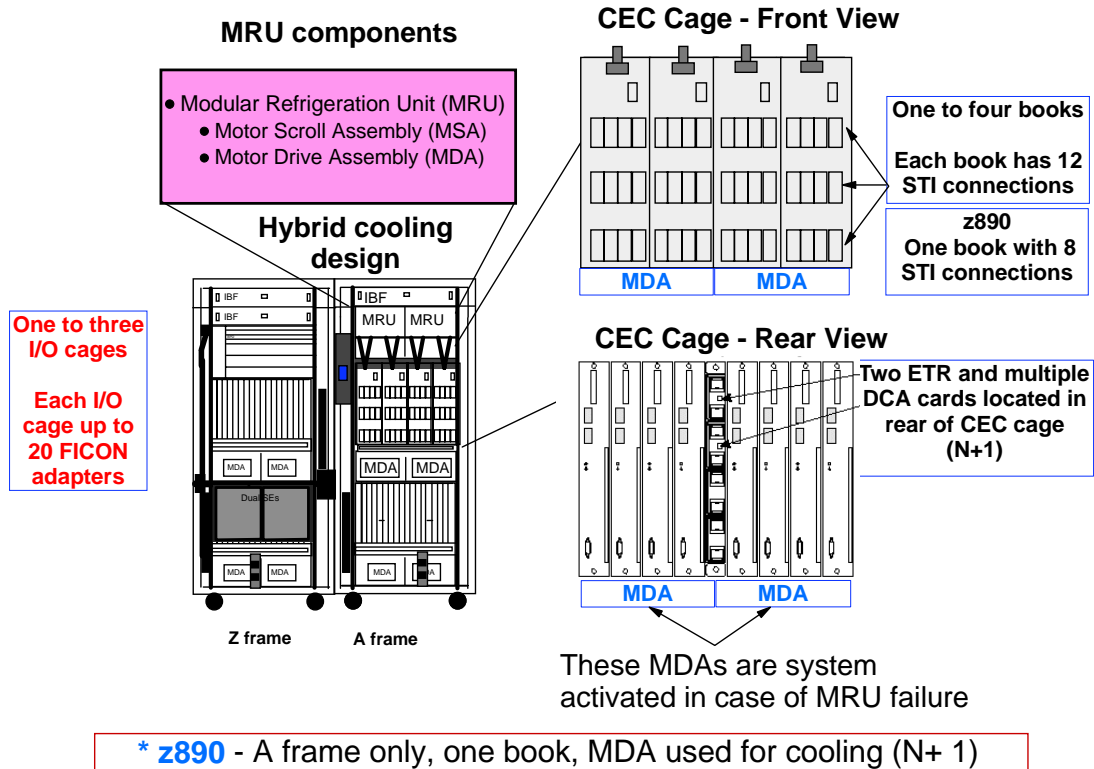 MRU components
CEC Cage - Front View
• Modular Refrigeration Unit (MRU)
• Motor Scroll Assembly (MSA)
• Motor Drive Assembly (MDA)
One to four books
Each book has 12
STI connections
z890
One book with 8
STI connections
MDA
MDA
Hybrid cooling
design
One to three
I/O cages
Each I/O
cage up to
20 FICON
adapters
IBF
IBF
MDA
MDA
Dual SEs
MDA
MDA
Z frame
IBF
MRU
MRU
MDA
MDA
MDA
A frame
CEC Cage - Rear View
Two ETR and multiple
DCA cards located in
rear of CEC cage
(N+1)
MDA
MDA
These MDAs are system
activated in case of MRU failure
* z890 - A frame only, one book, MDA used for cooling (N+ 1)